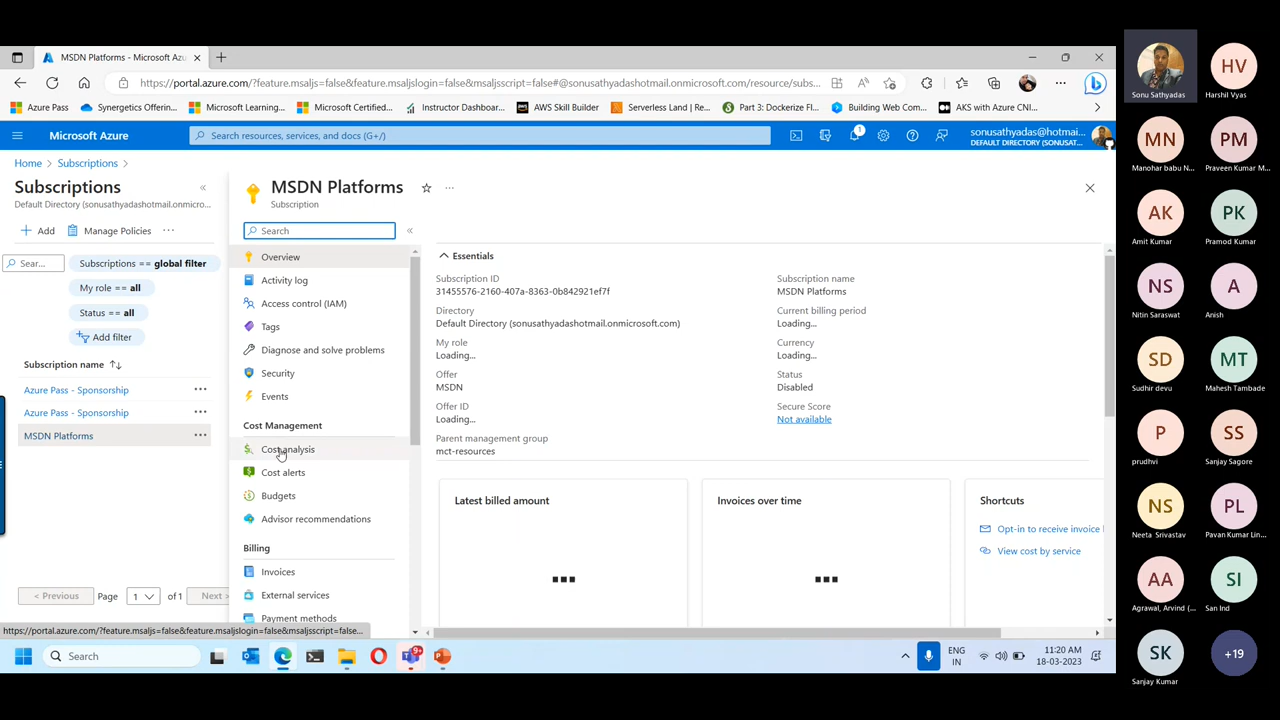 MSDN Platforms - Microsoft Azu
https://portal.azure.com/?feature.msaljs=false&feature.msaljslogin=false&msaljsscript=false#@sonusathyadashotmail.onmicrosoft.com/resource/subs...
Azure Pass
Synergetics Offering...
Microsoft Learning...
Microsoft Certified...
Instructor Dashboar...
AWS Skill Builder
Serverless Land | Re...
Part 3: Dockerize Fl...
Building Web Com...
AKS with Azure CNI...
Microsoft Azure
Search resources, services, and docs (G+/)
1
sonusathyadas@hotmai...
DEFAULT DIRECTORY (SONUSAT...
Home > Subscriptions >
Subscriptions
Default Directory (sonusathyadashotmail.onmicro...
+ Add
Manage Policies
...
Sear...
Subscriptions == global filter
My role == all
Status == all
Add filter
Subscription name
Azure Pass - Sponsorship
Azure Pass - Sponsorship
MSDN Platforms
< Previous
Page
1
of 1
Next >
MSDN Platforms
Subscription
Search
Overview
Activity log
Access control (IAM)
Tags
Diagnose and solve problems
Security
Events
Cost Management
Cost analysis
Cost alerts
Budgets
Advisor recommendations
Billing
Invoices
External services
Payment methods
Essentials
Subscription ID
31455576-2160-407a-8363-0b842921ef7f
Directory
Default Directory (sonusathyadashotmail.onmicrosoft.com)
My role
Loading...
Offer
MSDN
Offer ID
Loading...
Parent management group
mct-resources
Subscription name
MSDN Platforms
Current billing period
Loading...
Currency
Loading...
Status
Disabled
Secure Score
Not available
Latest billed amount
Invoices over time
Shortcuts
Opt-in to receive invoice
View cost by service
https://portal.azure.com/?feature.msaljs=false&feature.msaljslogin=false&msaljsscript=false...
Search
9+
ENG
IN
11:20 AM
18-03-2023
Sonu Sathyadas
HV
Harshil Vyas
MN
Manohar babu N...
PM
Praveen Kumar M...
AK
Amit Kumar
PK
Pramod Kumar
NS
Nitin Saraswat
A
Anish
SD
Sudhir devu
MT
Mahesh Tambade
P
prudhvi
SS
Sanjay Sagore
NS
Neeta Srivastav
PL
Pavan Kumar Lin...
AA
Agrawal, Arvind (...
SI
San Ind
SK
Sanjay Kumar
+19